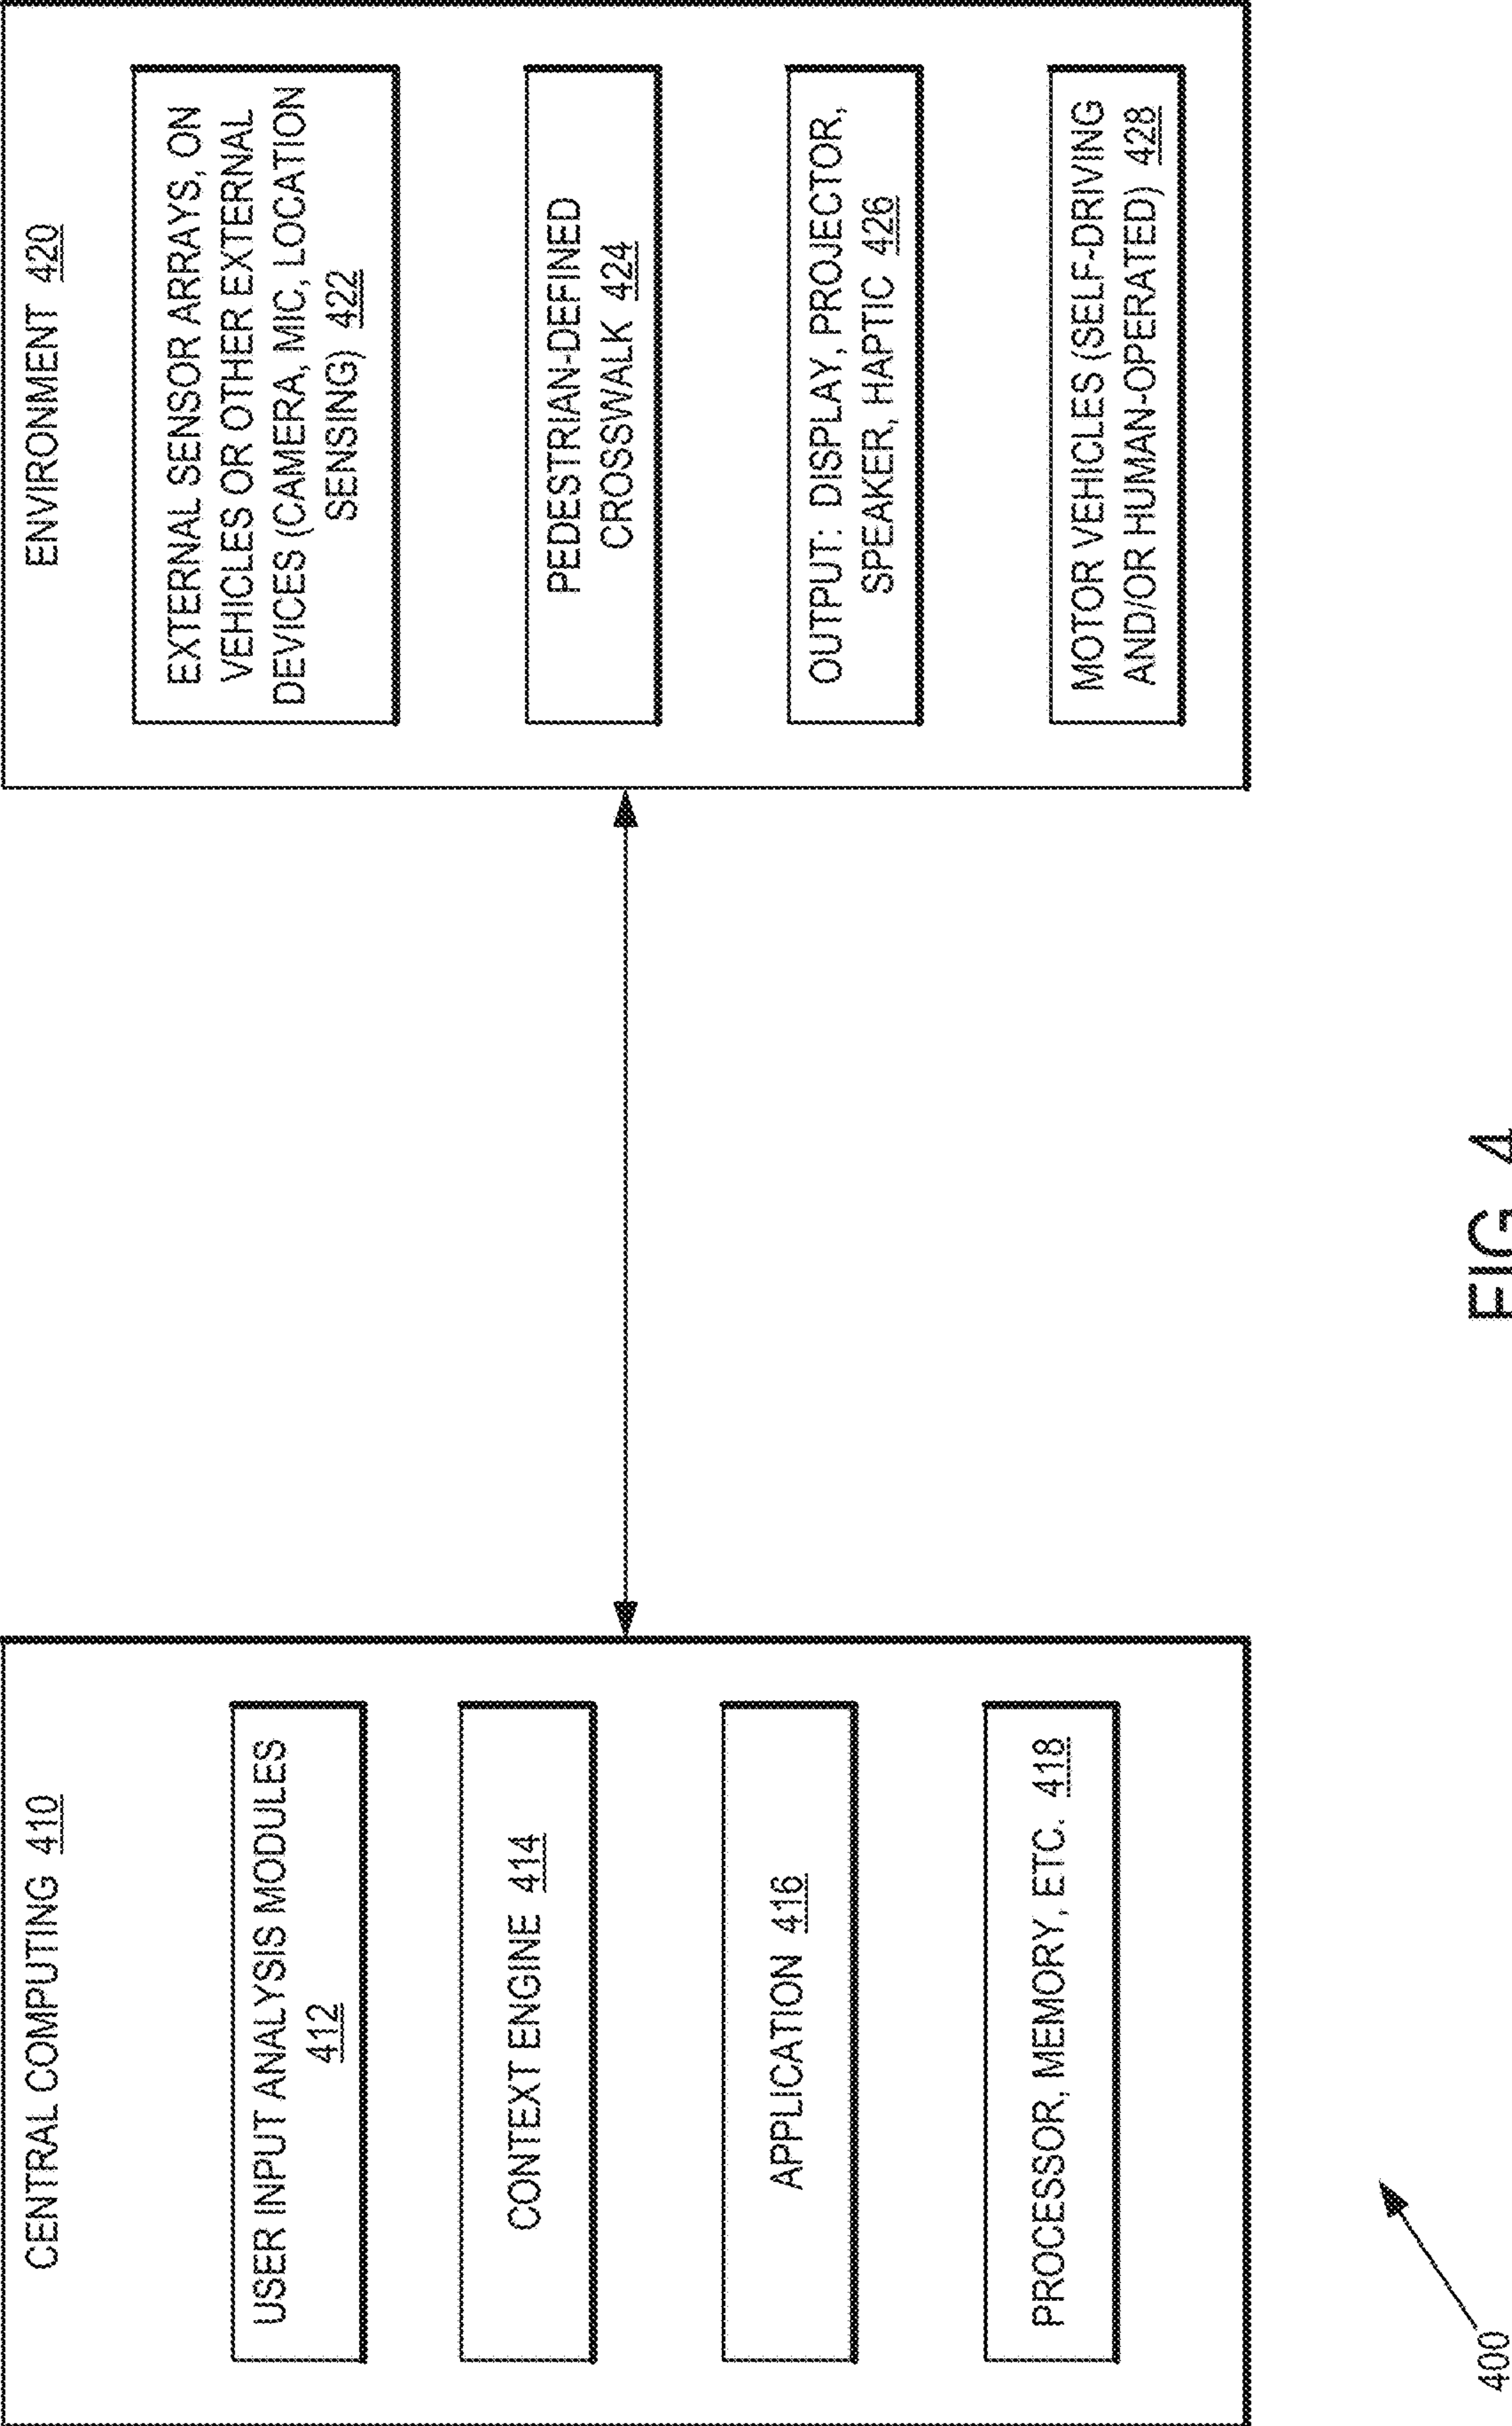 CENTRAL COMPUTING 410
USER INPUT ANALYSIS MODULES
412
CONTEXT ENGINE 414
APPLICATION 416
PROCESSOR, MEMORY, ETC. 418
ENVIRONMENT 420
EXTERNAL SENSOR ARRAYS, ON
VEHICLES OR OTHER EXTERNAL
DEVICES (CAMERA, MIC, LOCATION
SENSING) 422
PEDESTRIAN-DEFINED
CROSSWALK 424
OUTPUT: DISPLAY, PROJECTOR,
SPEAKER, HAPTIC 426
MOTOR VEHICLES (SELF-DRIVING
AND/OR HUMAN-OPERATED) 428
400
FIG. 4